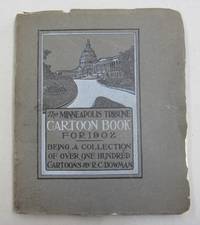 The MINNEAPOLIS TRIBUNE
CARTOON BOOK
FOR 1902
BEING A COLLECTION
OF OVER ONE HUNDRED
CARTOONS BY R.C. BOWMAN